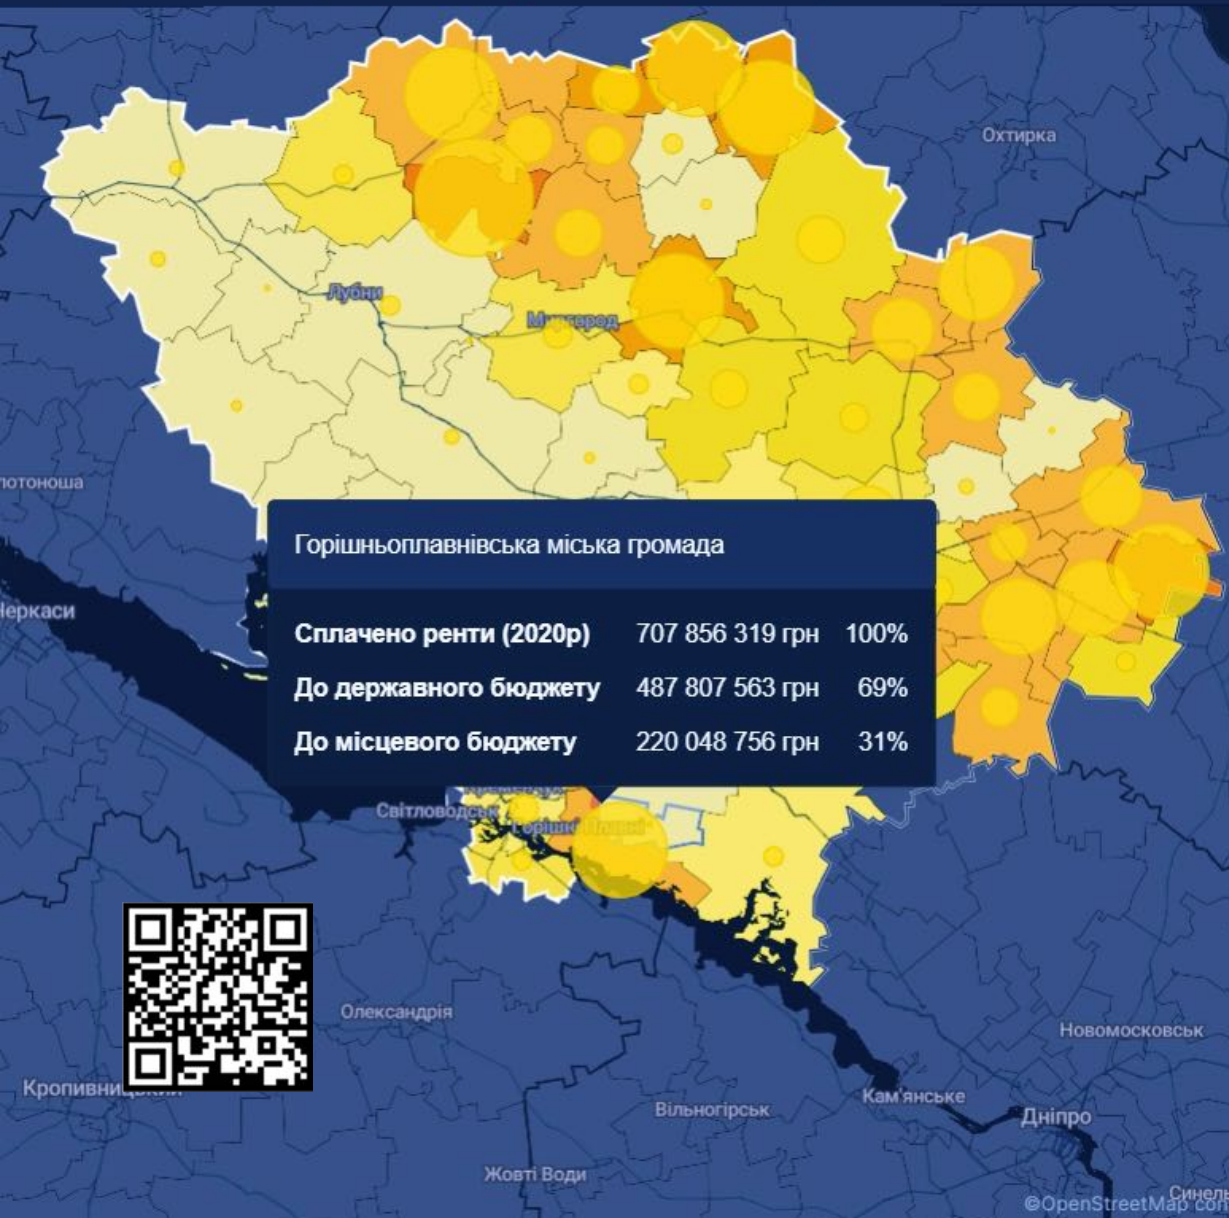 Охтирка
Лубни
Миргород
Горішньоплавнівська міська громада
Сплачено ренти (2020р) 707 856 319 грн 100%
До державного бюджету 487 807 563 грн 69%
До місцевого бюджету 220 048 756 грн 31%
Світловодськ
Олександрія
Новомосковськ
Кам'янське
Вільногірськ
Дніпро
Жовті Води
©OpenStreetMap